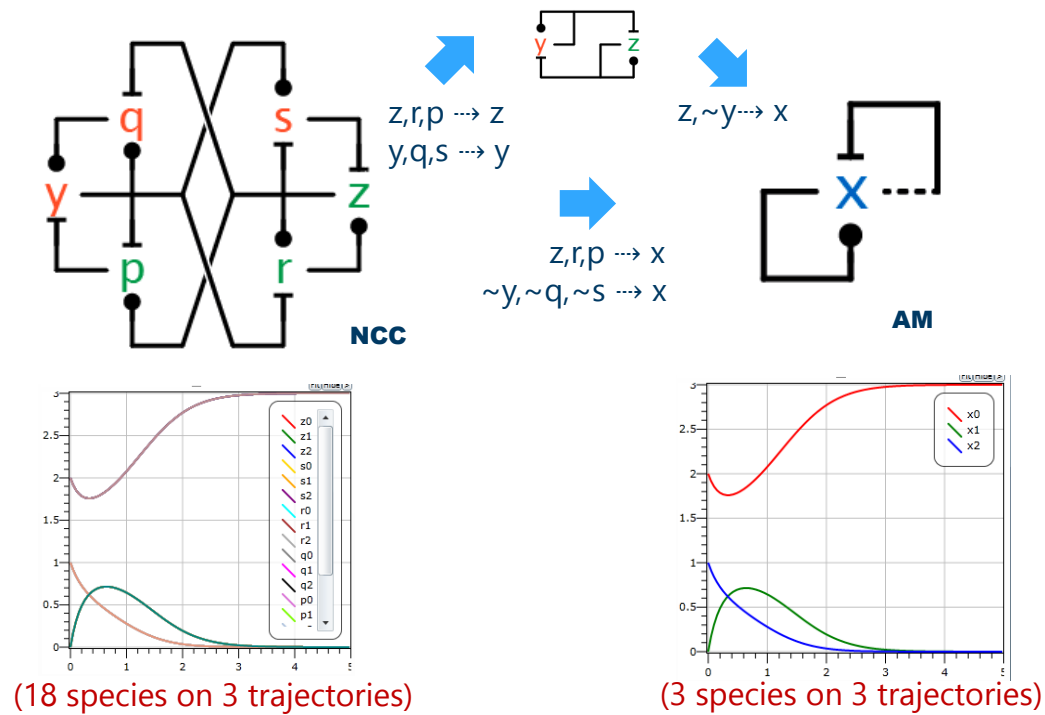 y
z
q
s
y
z
p
r
NCC
z,r,p ⇢ z
y,q,s ⇢ y
z,~y⇢ x
z,r,p ⇢ x
~y,~q,~s ⇢ x
x
AM
3
2.5
2
1.5
1
0.5
0
0 1 2 3 4 5
z0
z1
z2
s0
s1
s2
r0
r1
r2
q0
q1
q2
p0
p1
(18 species on 3 trajectories)
3
2.5
2
1.5
1
0.5
0
0 1 2 3 4 5
x0
x1
x2
(3 species on 3 trajectories)